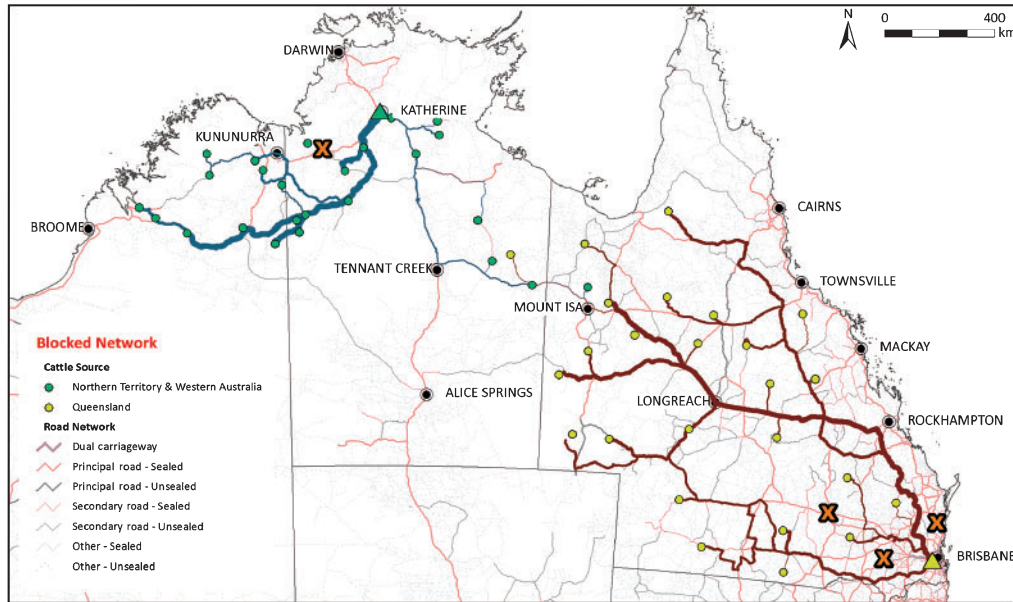 N
0 400
km
DARWIN
KATHERINE
KUNUNURRA
CAIRNS
BROOME
TENNANT CREEK
TOWNSVILLE
MOUNT ISA
MACKAY
ALICE SPRINGS
LONGREACH
ROCKHAMPTON
BRISBANE
X
X
X
X
Blocked Network
Cattle Source
Northern Territory & Western Australia
Queensland
Road Network
Dual carriageway
Principal road - Sealed
Principal road - Unsealed
Secondary road - Sealed
Secondary road - Unsealed
Other - Sealed
Other - Unsealed